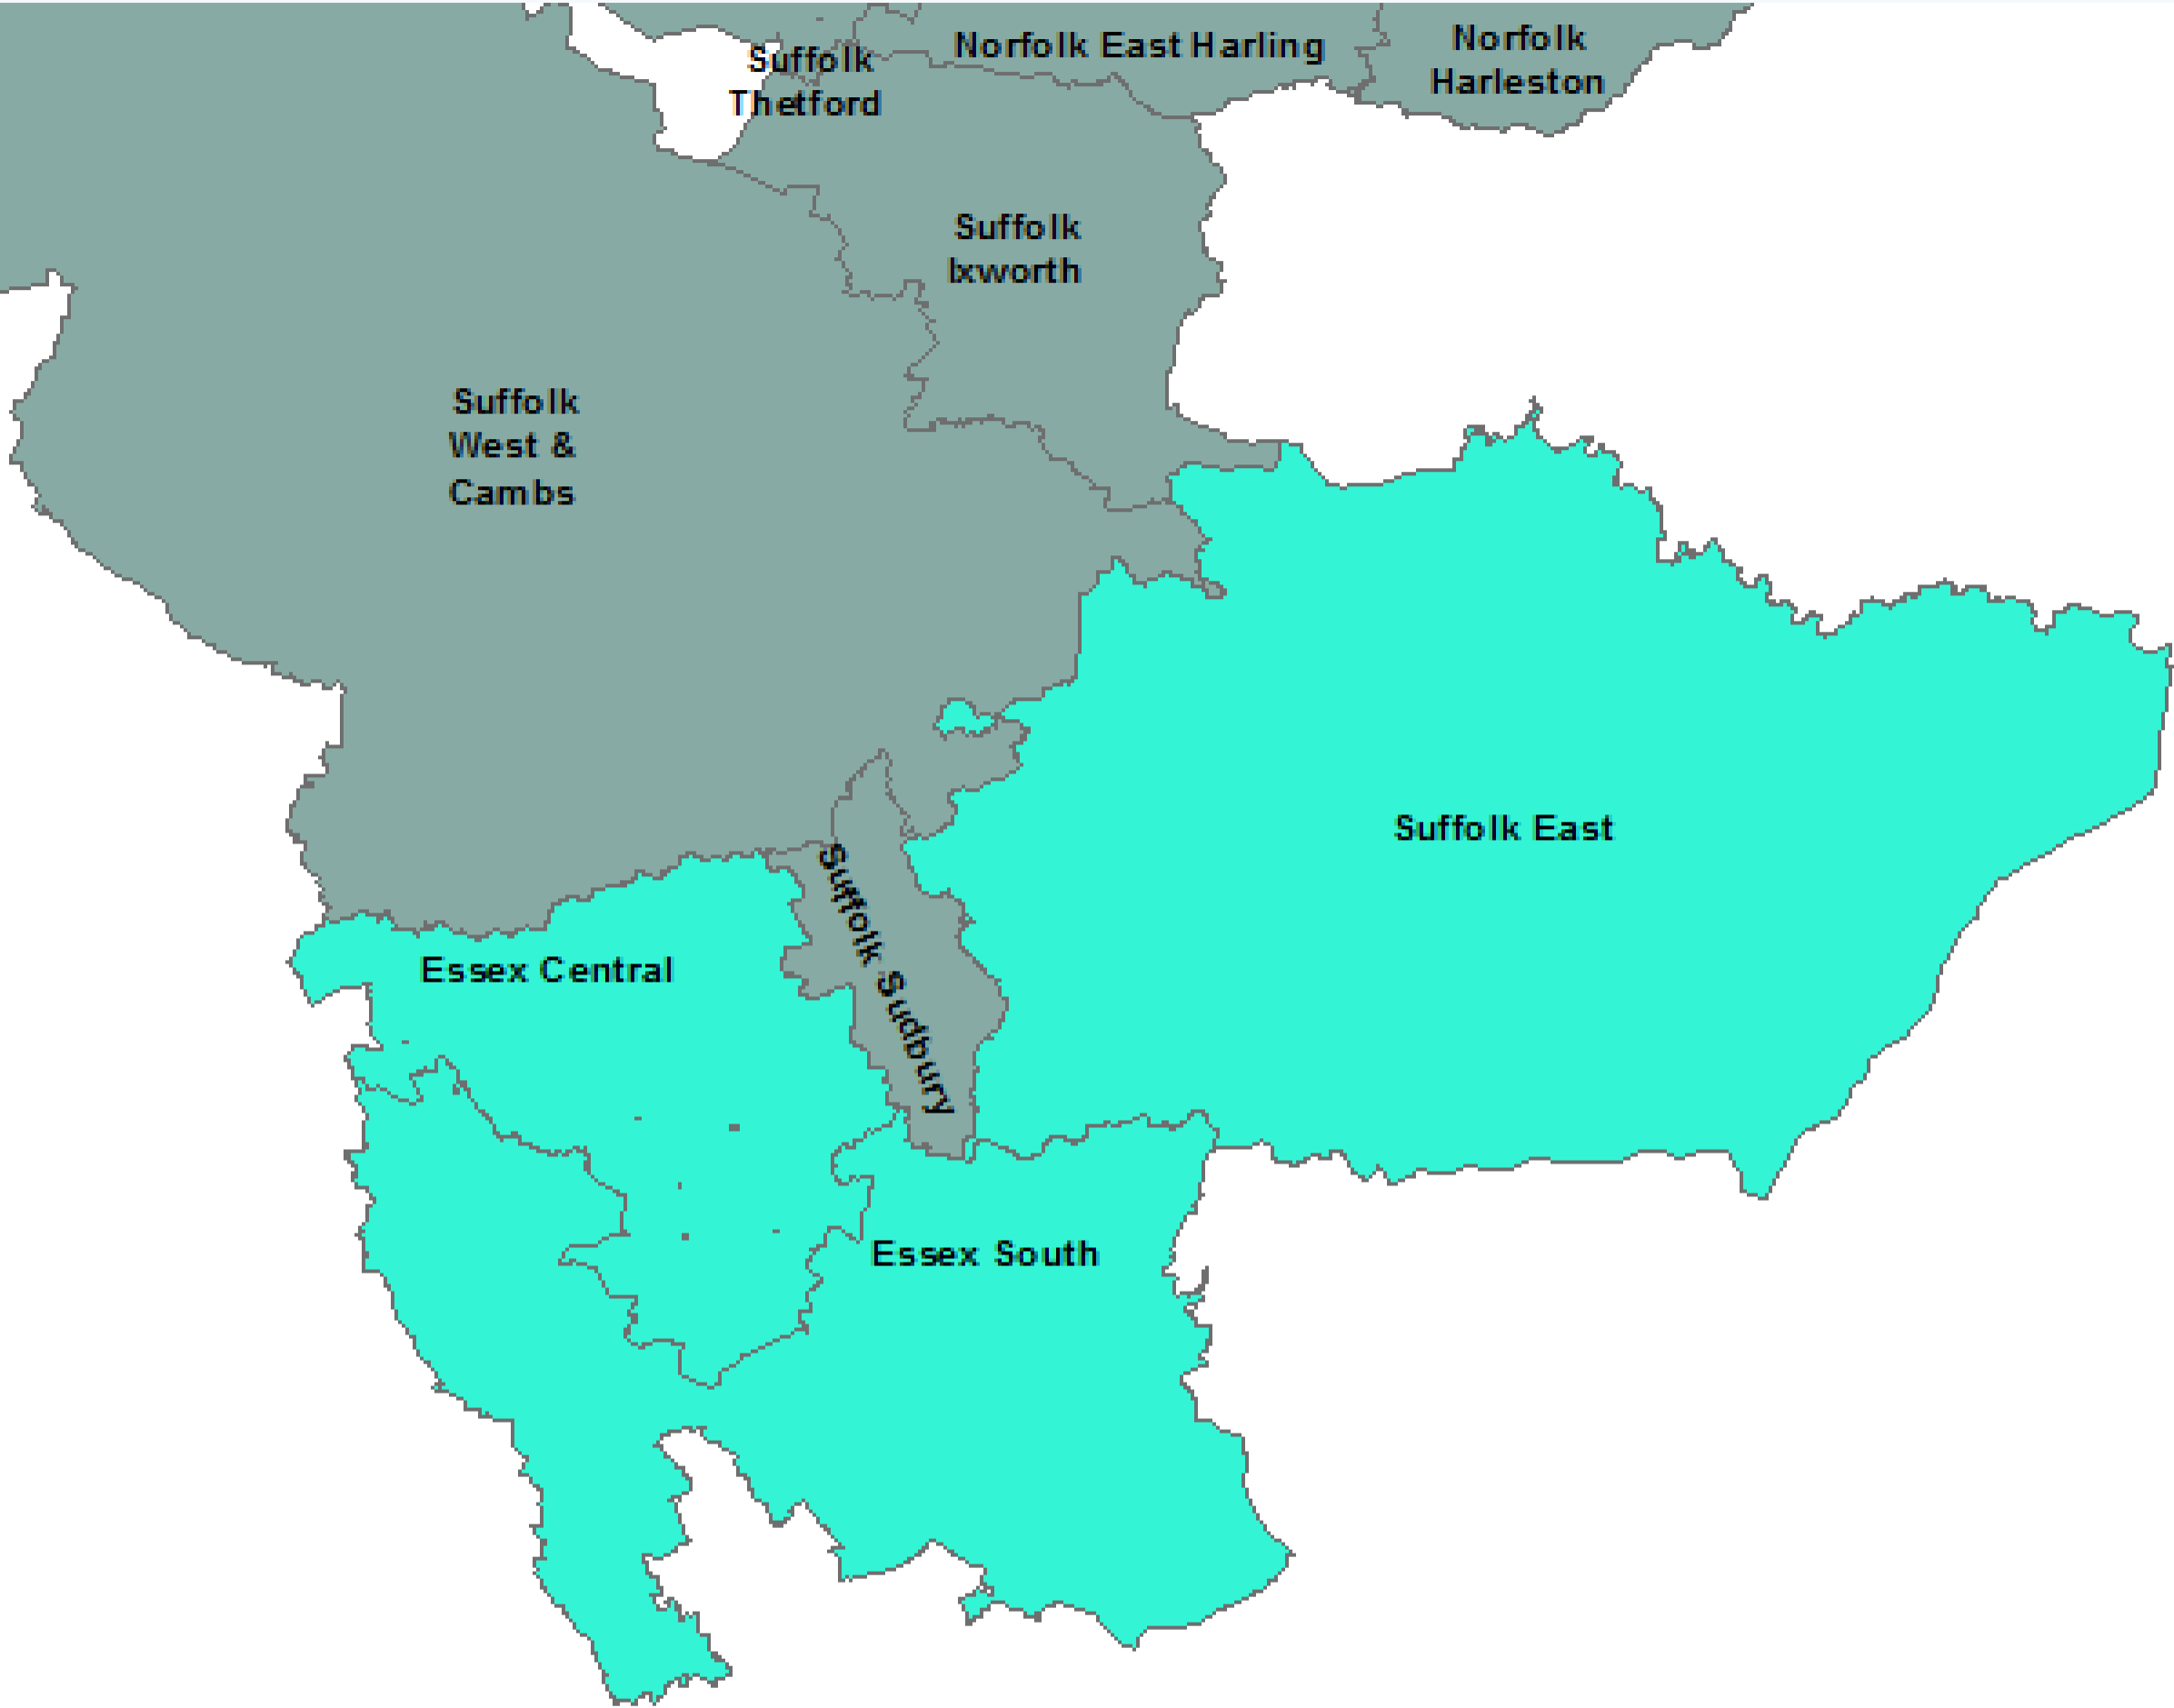 Suffolk
Thetford
Norfolk East Harling
Norfolk
Harleston
Suffolk
Ixworth
Suffolk
West &
Cambs
Suffolk East
Suffolk Sudbury
Essex Central
Essex South